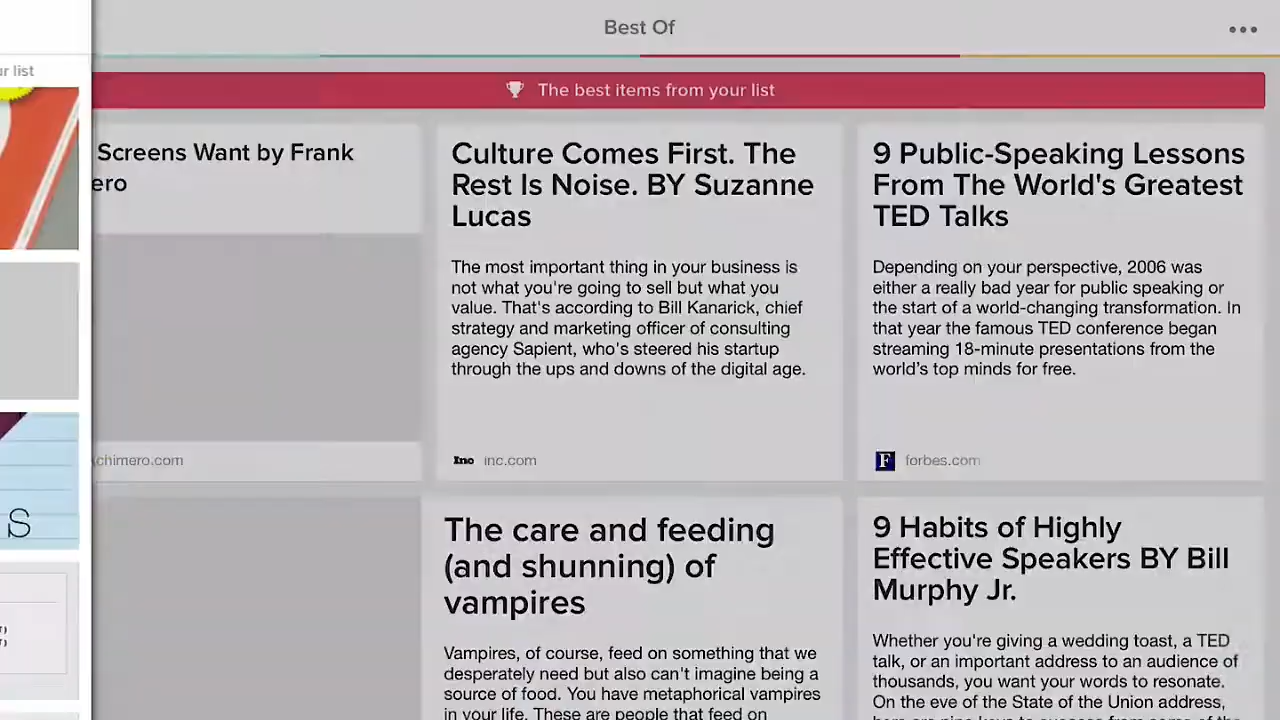 Best Of
ur list
The best items from your list
Screens Want by Frank
ero
chimero.com
Culture Comes First. The
Rest Is Noise. BY Suzanne
Lucas
The most important thing in your business is
not what you're going to sell but what you
value. That's according to Bill Kanarick, chief
strategy and marketing officer of consulting
agency Sapient, who's steered his startup
through the ups and downs of the digital age.
Inc inc.com
9 Public-Speaking Lessons
From The World's Greatest
TED Talks
Depending on your perspective, 2006 was
either a really bad year for public speaking or
the start of a world-changing transformation. In
that year the famous TED conference began
streaming 18-minute presentations from the
world’s top minds for free.
F forbes.com
S
The care and feeding
(and shunning) of
vampires
Vampires, of course, feed on something that we
desperately need but also can't imagine being a
source of food. You have metaphorical vampires
in your life. These are people that feed on
9 Habits of Highly
Effective Speakers BY Bill
Murphy Jr.
Whether you're giving a wedding toast, a TED
talk, or an important address to an audience of
thousands, you want your words to resonate.
On the eve of the State of the Union address,